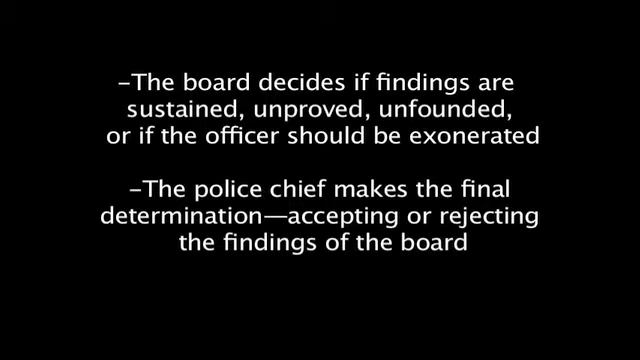 –The board decides if findings are
sustained, unproved, unfounded,
or if the officer should be exonerated
–The police chief makes the final
determination—accepting or rejecting
the findings of the board